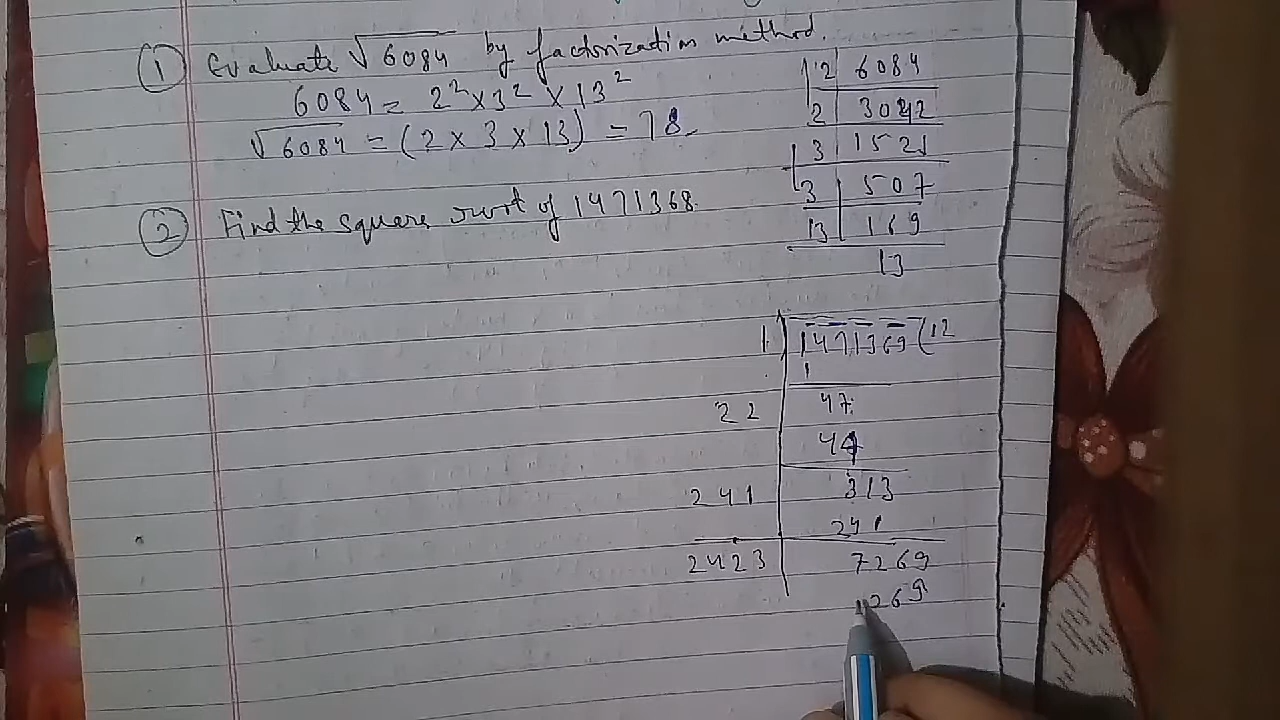 ① Evaluate √6084 by factorization method.
6084 = 2² × 3² × 13²
√6084 = (2 × 3 × 13) = 78
2 | 6084
2 | 3042
3 | 1521
3 | 507
13 | 169
13
② Find the square root of 1471368
1 ) 1471369 ( 12
1
22 47
44
241 313
241
2423 7269
7269